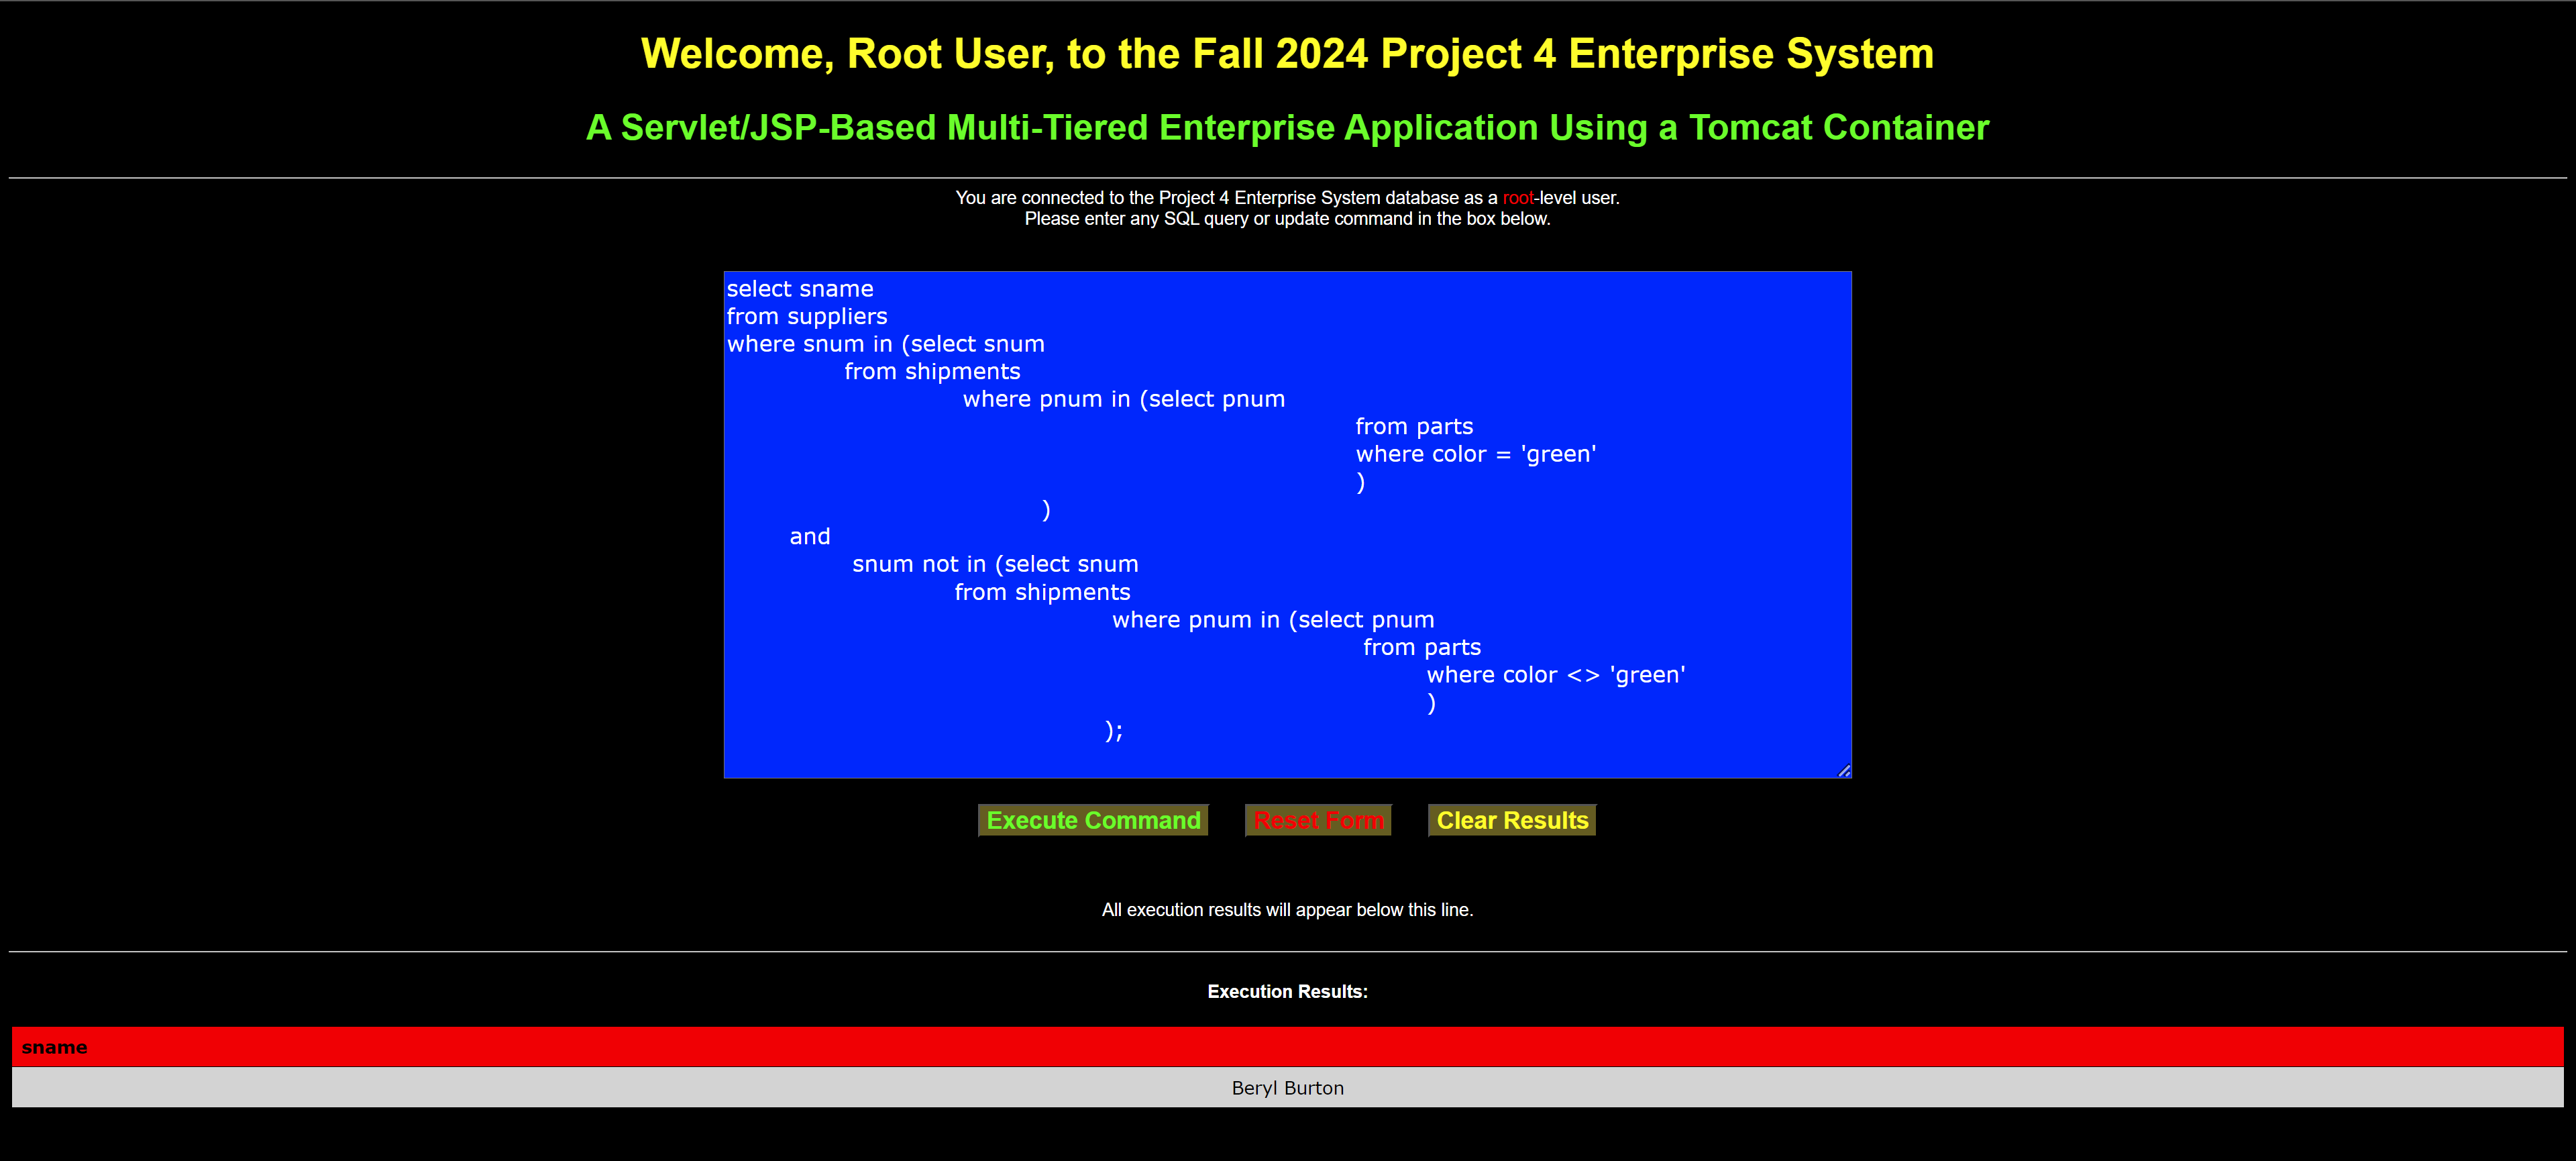 Welcome, Root User, to the Fall 2024 Project 4 Enterprise System
A Servlet/JSP-Based Multi-Tiered Enterprise Application Using a Tomcat Container
You are connected to the Project 4 Enterprise System database as a root-level user.
Please enter any SQL query or update command in the box below.
select sname
from suppliers
where snum in (select snum
from shipments
where pnum in (select pnum
from parts
where color = 'green'
)
)
and
snum not in (select snum
from shipments
where pnum in (select pnum
from parts
where color <> 'green'
)
);
Execute Command Reset Form Clear Results
All execution results will appear below this line.
Execution Results:
sname
Beryl Burton